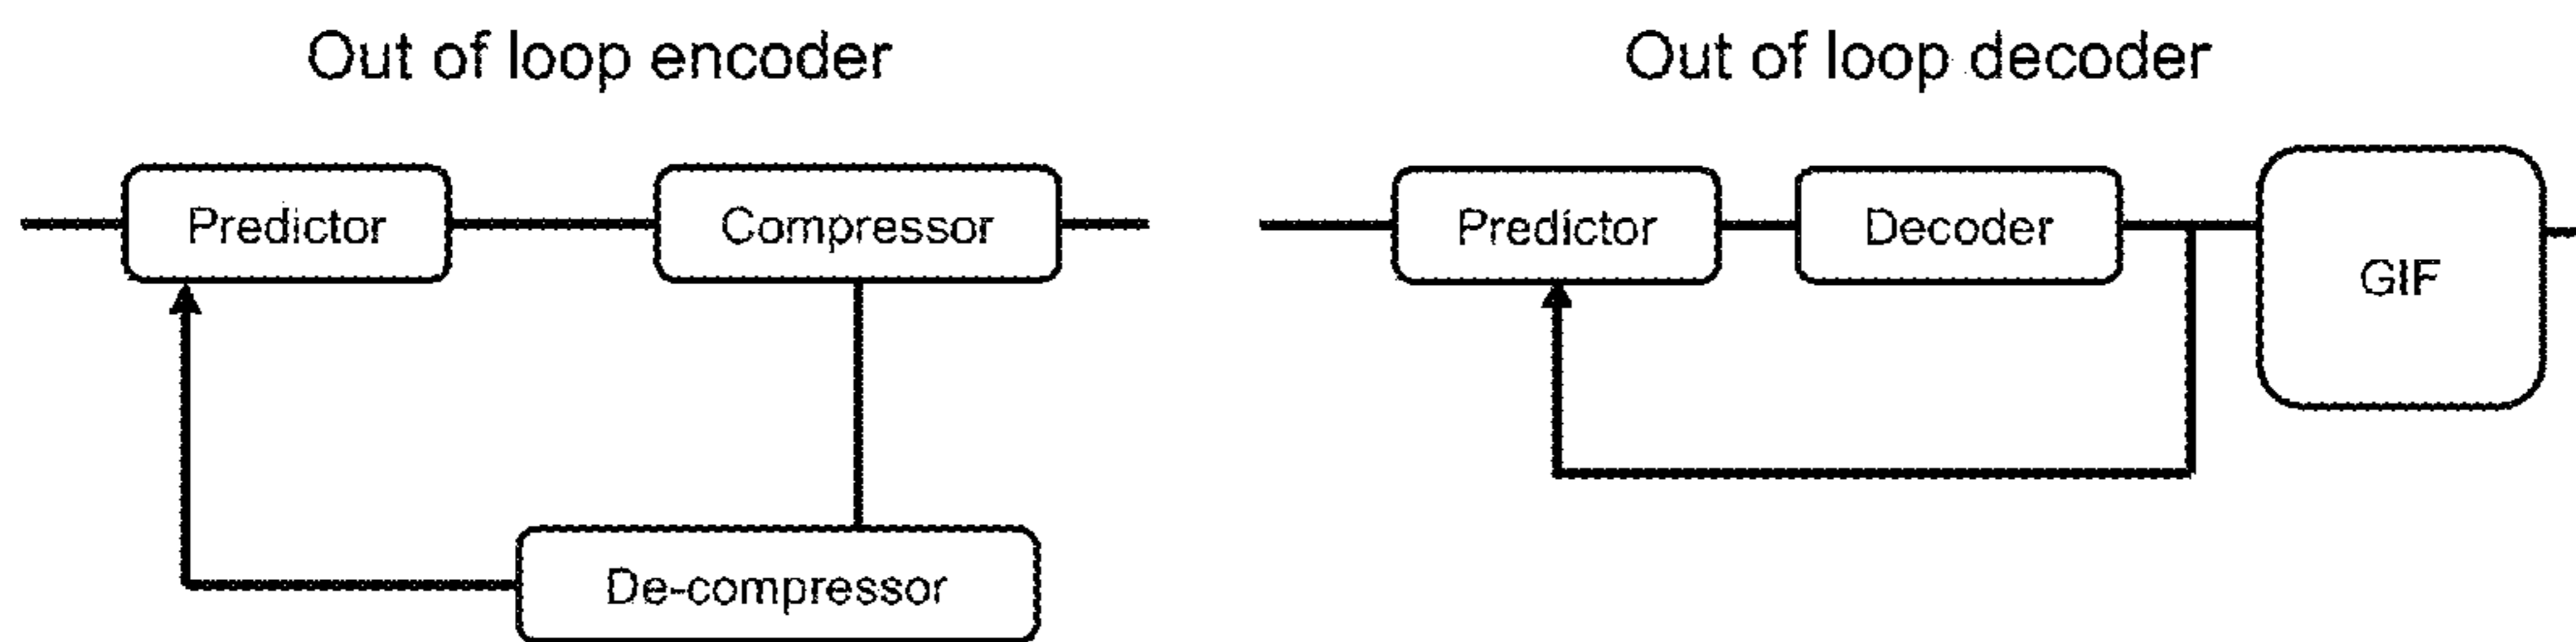 Out of loop encoder
Predictor
Compressor
De-compressor
Out of loop decoder
Predictor
Decoder
GIF